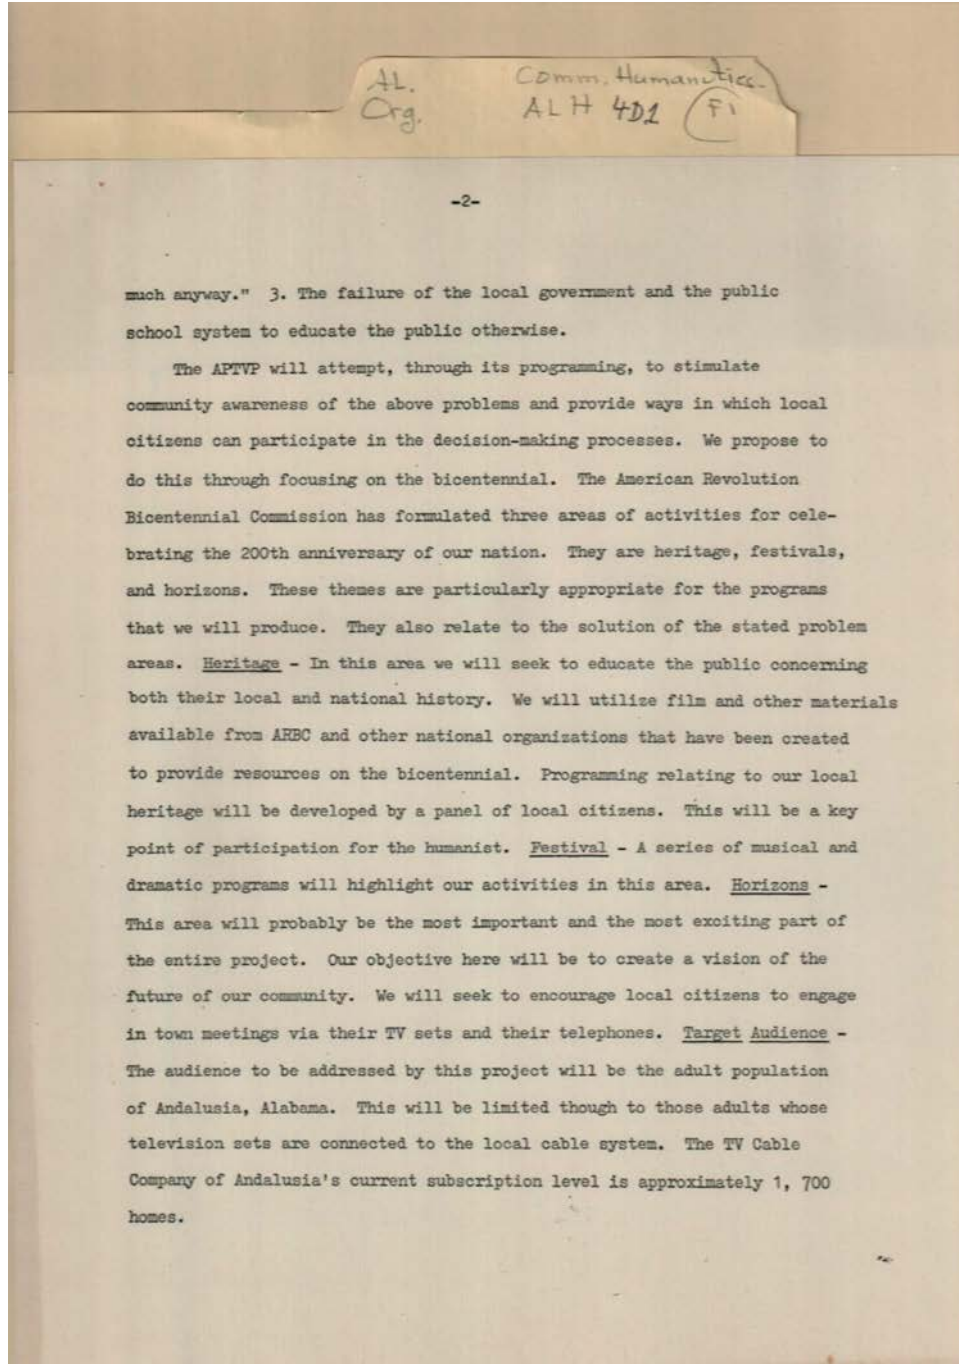 AL. Comm. Humanities.
Org. ALH 4D1 F1
-2-
much anyway." 3. The failure of the local government and the public
school system to educate the public otherwise.
The APTVP will attempt, through its programming, to stimulate
community awareness of the above problems and provide ways in which local
citizens can participate in the decision-making processes. We propose to
do this through focusing on the bicentennial. The American Revolution
Bicentennial Commission has formulated three areas of activities for cele-
brating the 200th anniversary of our nation. They are heritage, festivals,
and horizons. These themes are particularly appropriate for the programs
that we will produce. They also relate to the solution of the stated problem
areas. Heritage - In this area we will seek to educate the public concerning
both their local and national history. We will utilize film and other materials
available from ARBC and other national organizations that have been created
to provide resources on the bicentennial. Programming relating to our local
heritage will be developed by a panel of local citizens. This will be a key
point of participation for the humanist. Festival - A series of musical and
dramatic programs will highlight our activities in this area. Horizons -
This area will probably be the most important and the most exciting part of
the entire project. Our objective here will be to create a vision of the
future of our community. We will seek to encourage local citizens to engage
in town meetings via their TV sets and their telephones. Target Audience -
The audience to be addressed by this project will be the adult population
of Andalusia, Alabama. This will be limited though to those adults whose
television sets are connected to the local cable system. The TV Cable
Company of Andalusia's current subscription level is approximately 1, 700
homes.